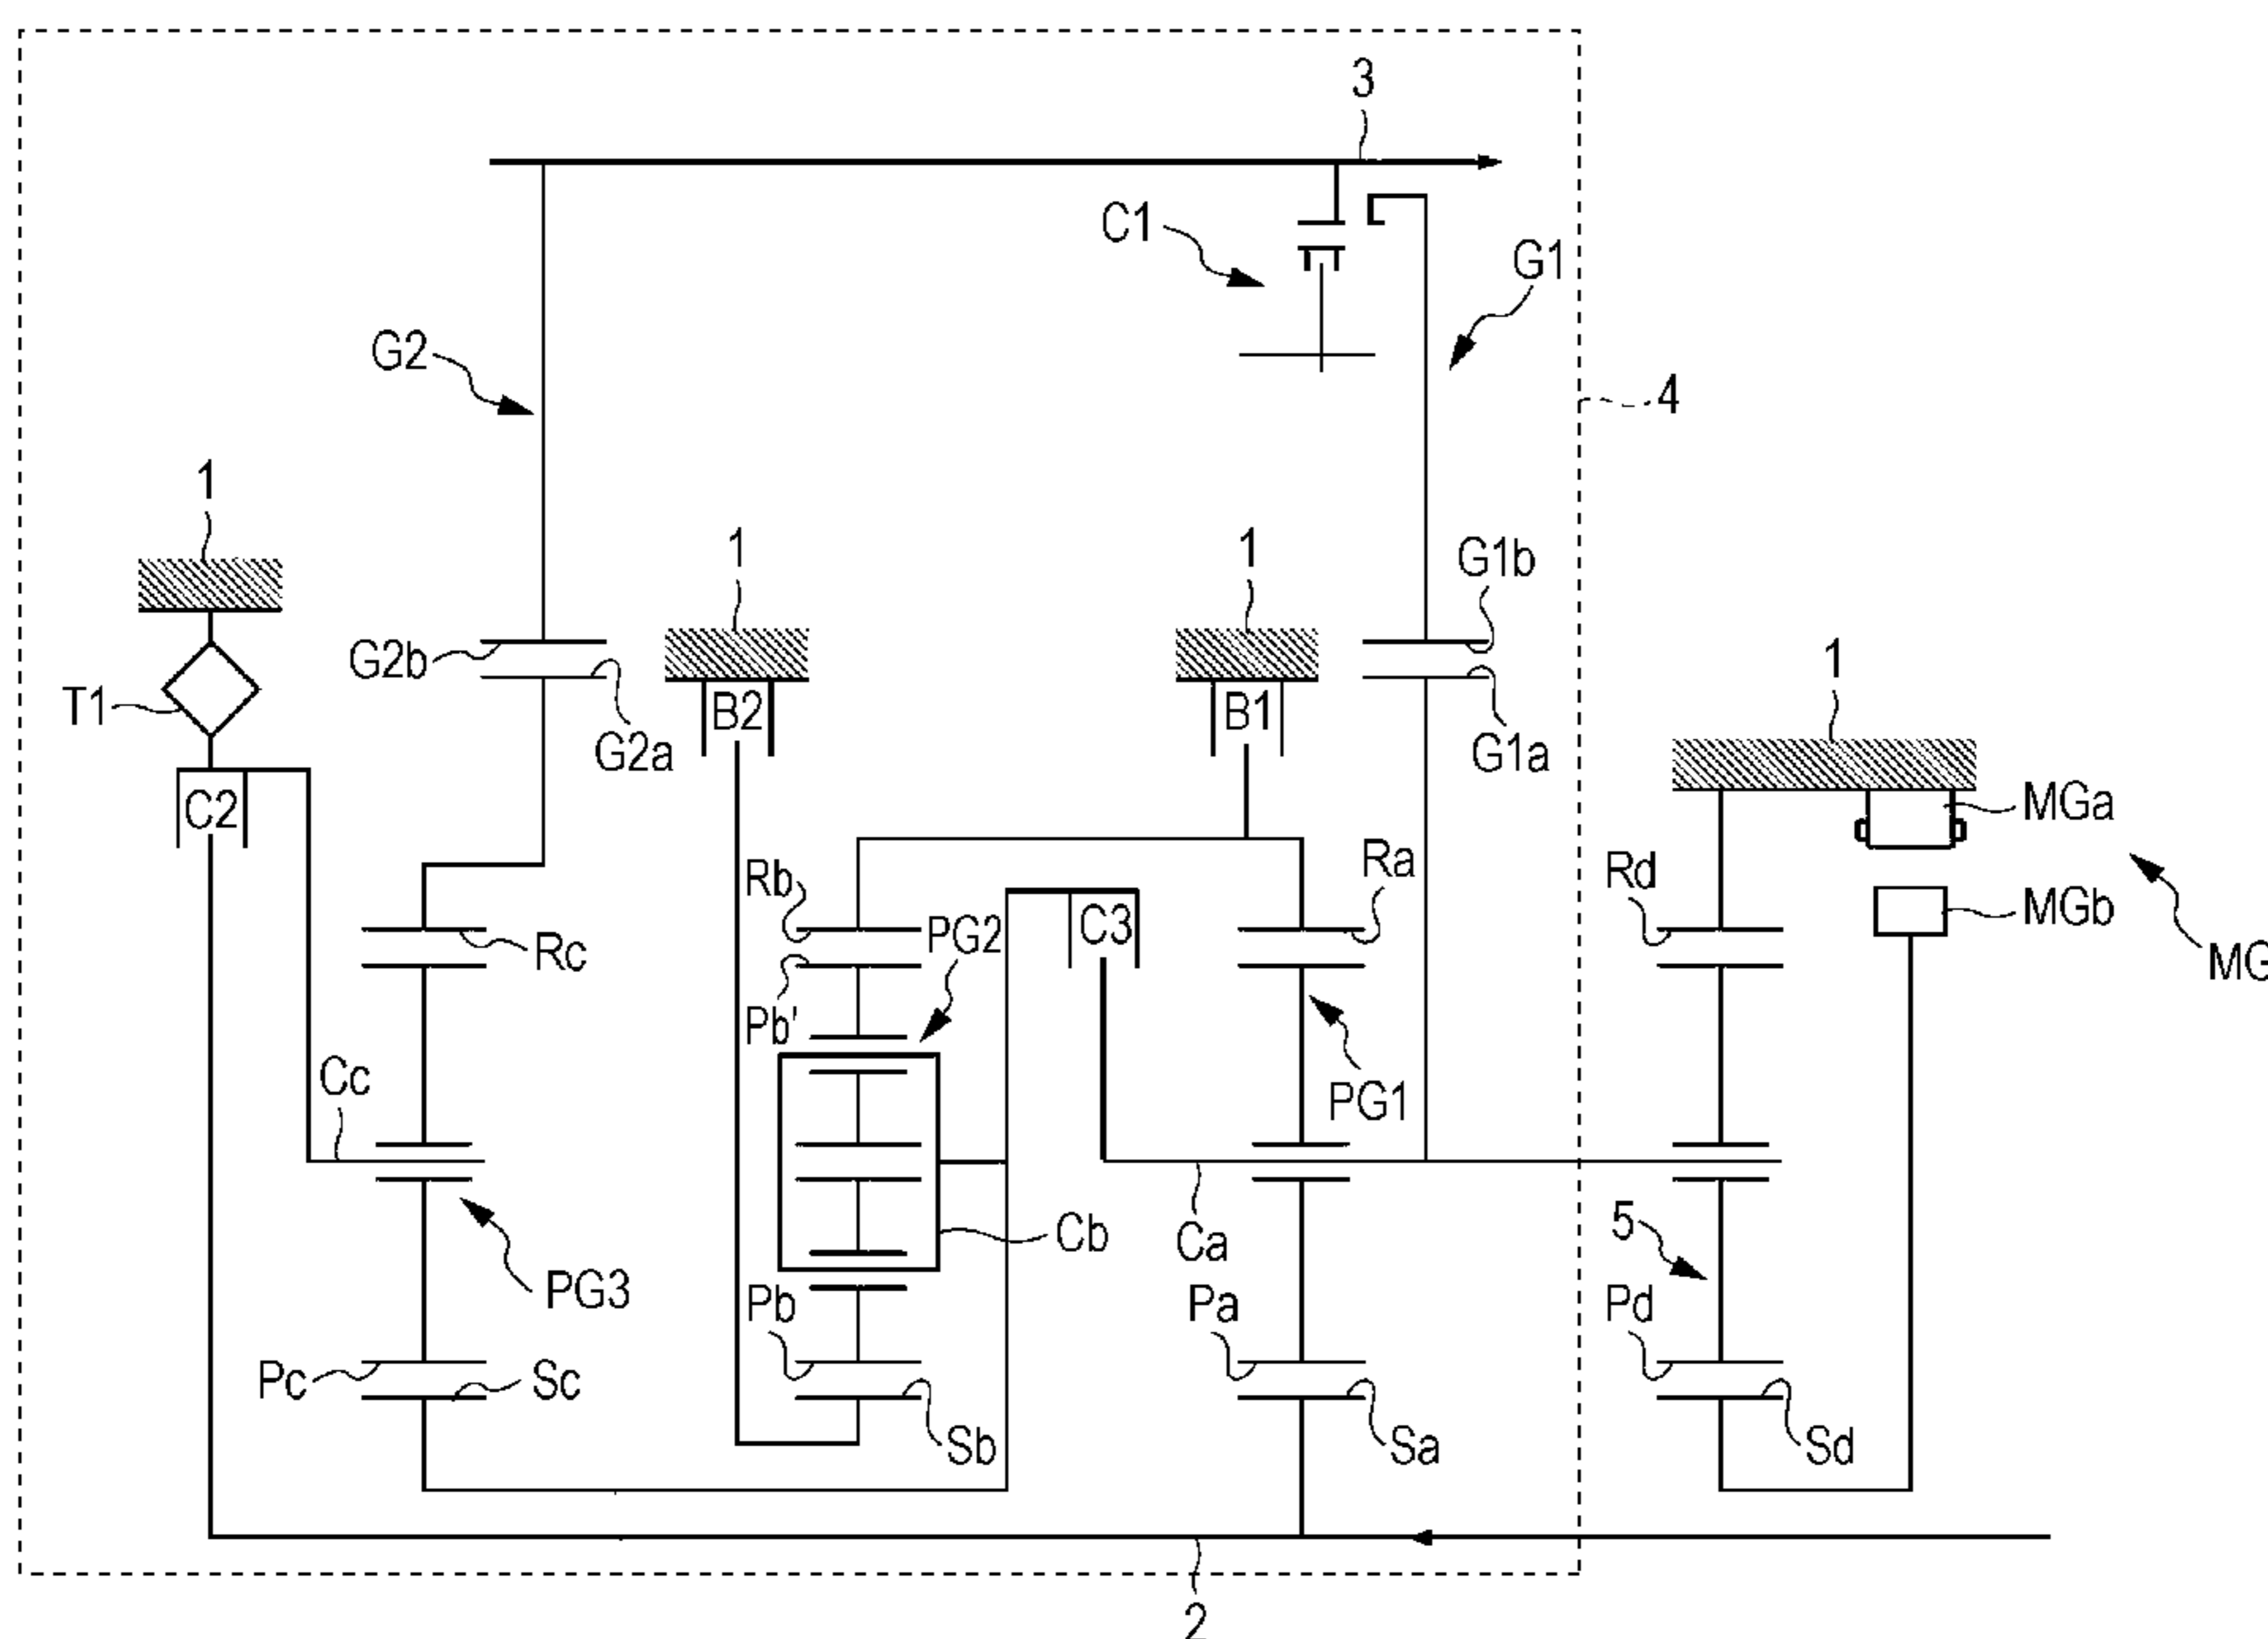 3
C1
G1
G2
4
1
1
1
G1b
G2b
1
T1
B2
B1
G2a
G1a
C2
MGa
Rb
Ra
Rd
C3
MGb
Rc
PG2
MG
Pb'
Cc
PG1
5
Cb
Ca
PG3
Pb
Pa
Pd
Pc
Sc
Sb
Sa
Sd
2